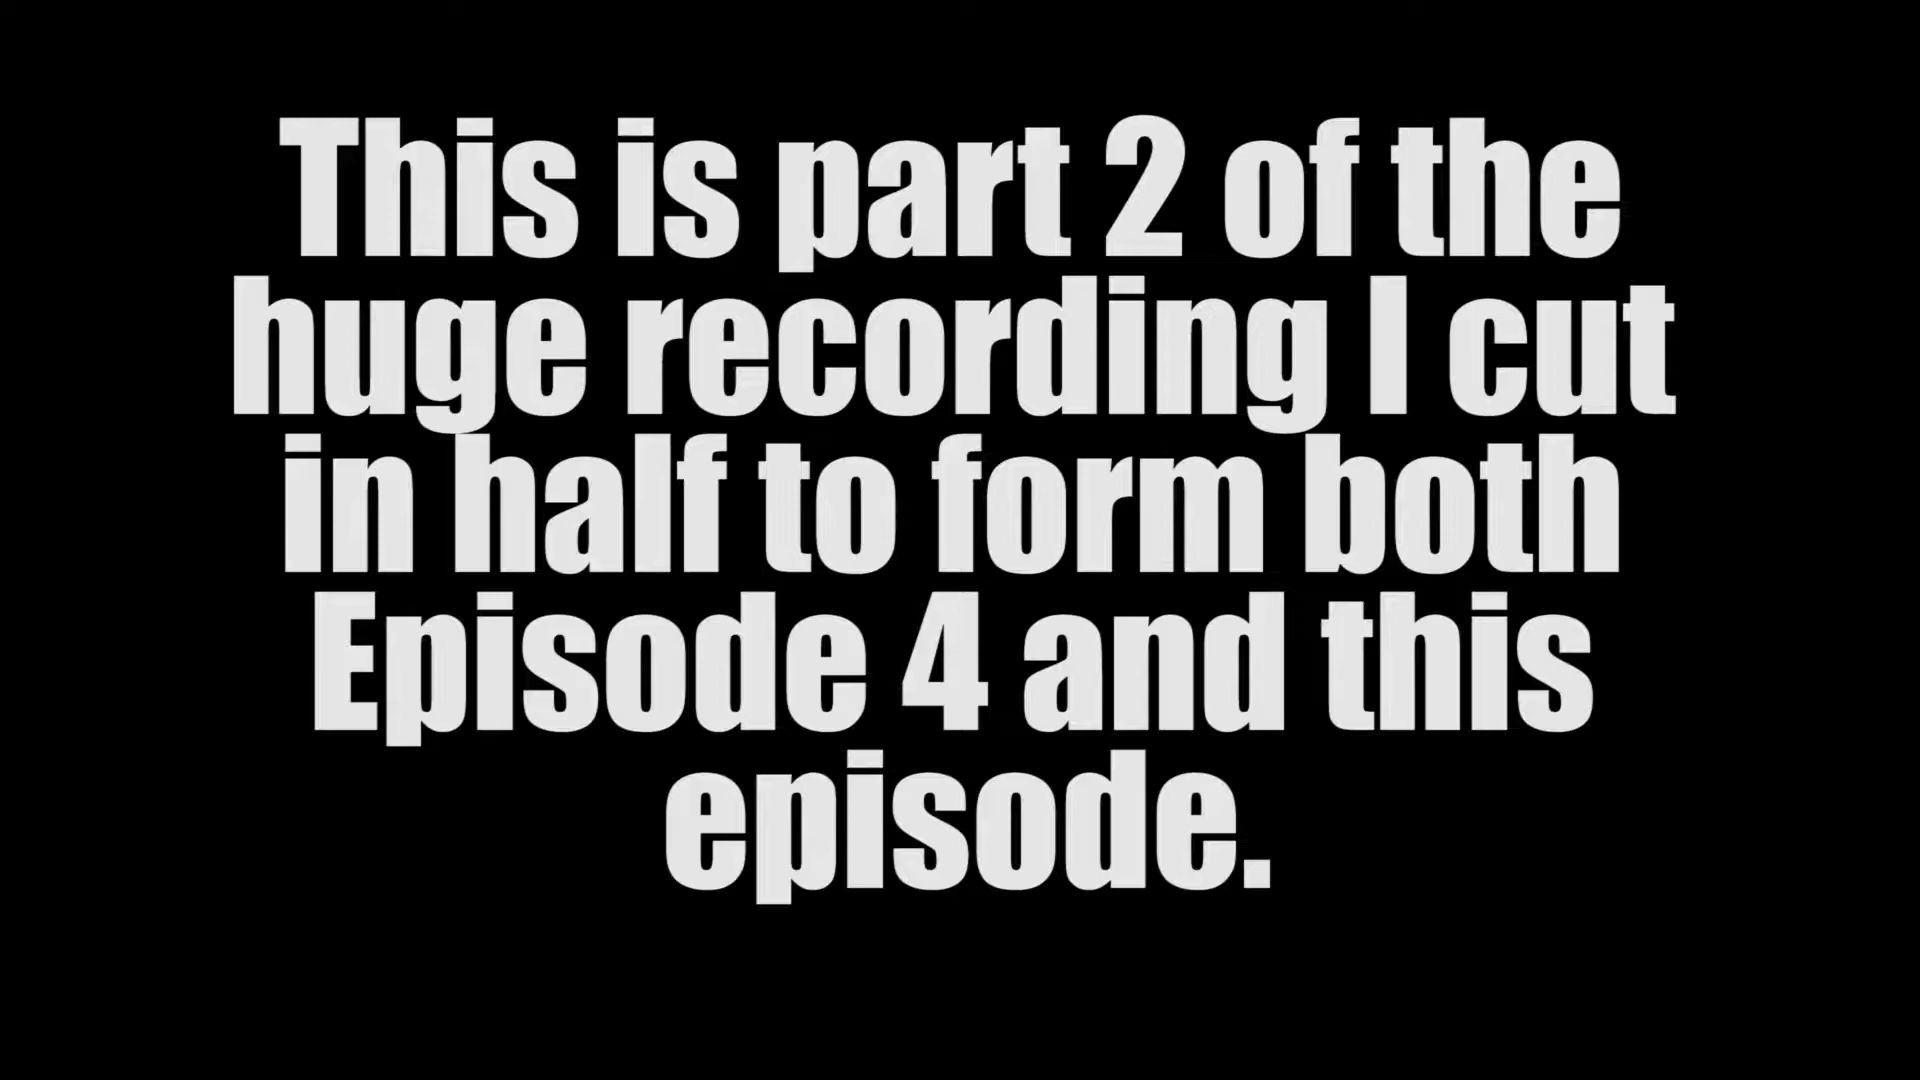 This is part 2 of the
huge recording I cut
in half to form both
Episode 4 and this
episode.